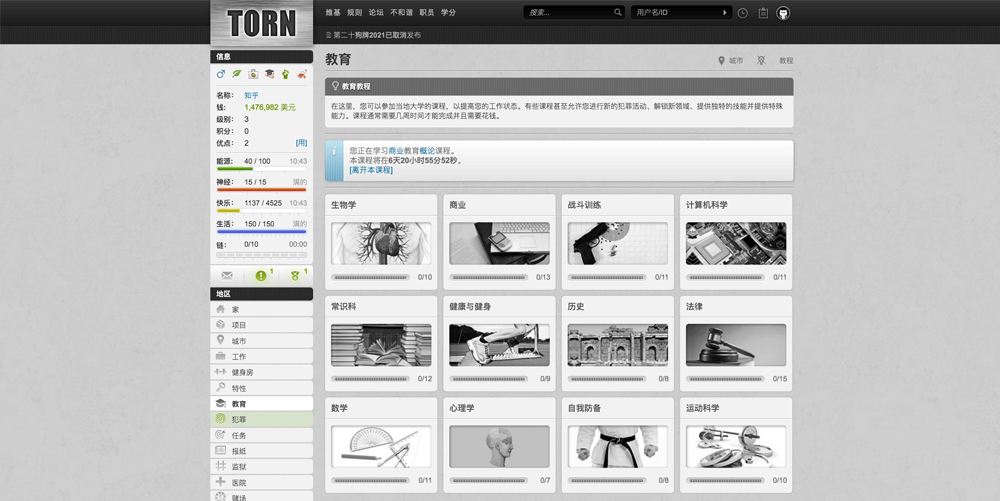 TORN
维基 规则 论坛 不和谐 职员 学分
搜索...
用户名/ID
第二十狗牌2021已取消发布
信息
名称： 知乎
钱： 1,476,982 美元
级别： 3
积分： 0
优点： 2 [用]
能源： 40 / 100 10:43
神经： 15 / 15 满的
快乐： 1137 / 4525 10:43
生活： 150 / 150 满的
链： 0/10 00:00
1 1
地区
家
项目
城市
工作
健身房
特性
教育
犯罪
任务
报纸
监狱
医院
赌场
教育
城市 教程
教育教程
在这里，您可以参加当地大学的课程，以提高您的工作状态。有些课程甚至允许您进行新的犯罪活动、解锁新领域、提供独特的技能并提供特殊
能力。课程通常需要几周时间才能完成并且需要花钱。
您正在学习商业教育概论课程。
本课程将在6天20小时55分52秒。
[离开本课程]
生物学 商业 战斗训练 计算机科学
0/10 0/13 0/11 0/11
常识科 健康与健身 历史 法律
0/12 0/9 0/8 0/15
数学 心理学 自我防备 运动科学
0/11 0/7 0/8 0/10